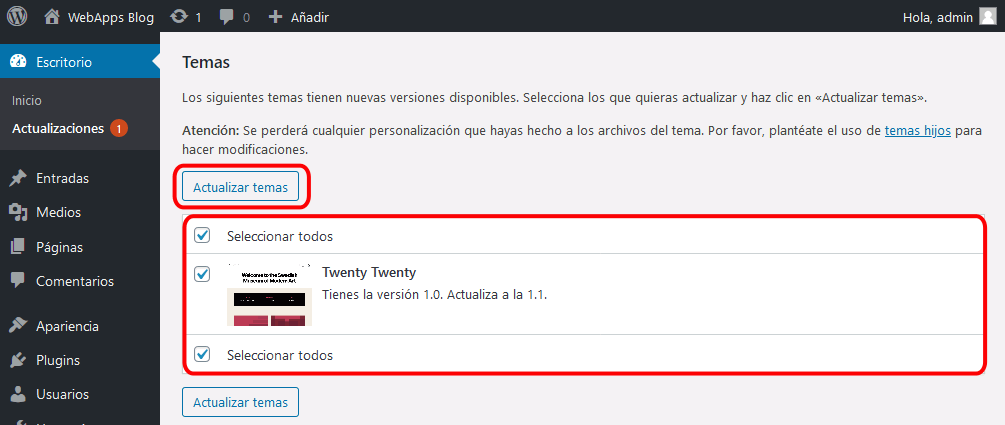 WebApps Blog 1 0 Añadir Hola, admin
Escritorio
Inicio
Actualizaciones 1
Entradas
Medios
Páginas
Comentarios
Apariencia
Plugins
Usuarios
Temas
Los siguientes temas tienen nuevas versiones disponibles. Selecciona los que quieras actualizar y haz clic en «Actualizar temas».
Atención: Se perderá cualquier personalización que hayas hecho a los archivos del tema. Por favor, plantéate el uso de temas hijos para
hacer modificaciones.
Actualizar temas
Seleccionar todos
Welcome to the Swedish
Museum of Modern Art
Twenty Twenty
Tienes la versión 1.0. Actualiza a la 1.1.
Seleccionar todos
Actualizar temas